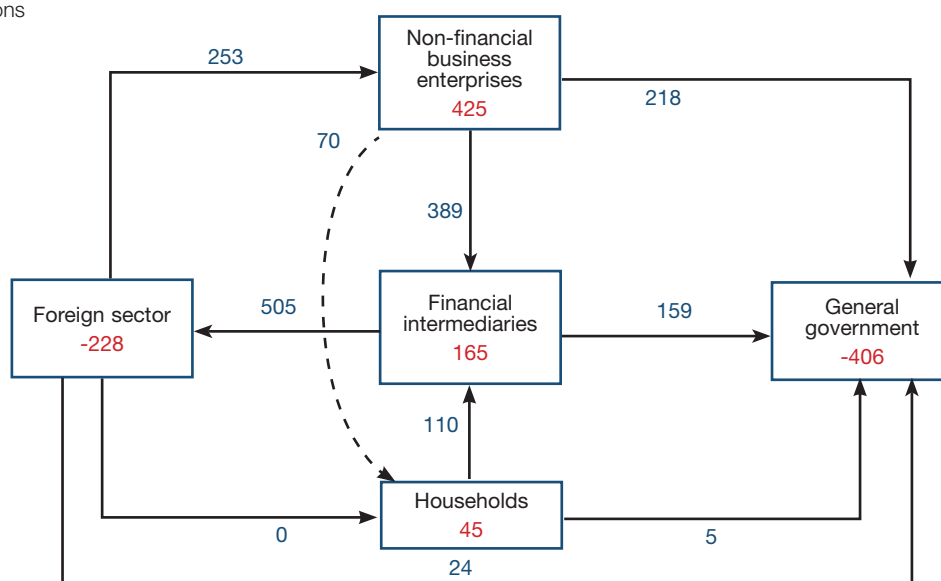 ons
Non-financial
business
enterprises
425
253
218
70
389
Foreign sector
-228
505
Financial
intermediaries
165
159
General
government
-406
110
Households
45
0
5
24